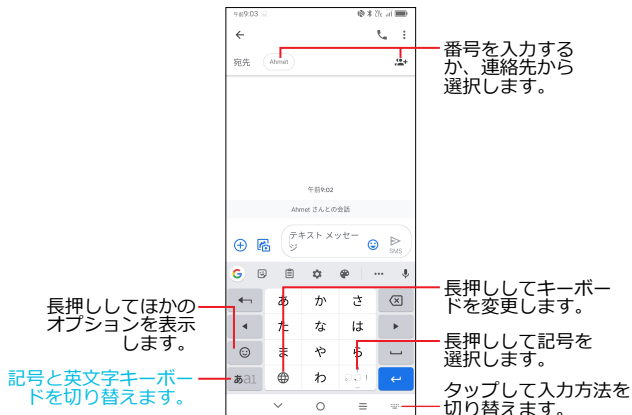 午前9:03
番号を入力する
か、連絡先から
選択します。
宛先
Ahmet
午前9:02
Ahmet さんとの会話
テキスト メッセー
ジ
SMS
長押ししてキーボー
ドを変更します。
長押ししてほかの
オプションを表示
します。
あ か さ
た な は
ま や ら
あa1 わ
長押しして記号を
選択します。
記号と英文字キーボー
ドを切り替えます。
タップして入力方法を
切り替えます。